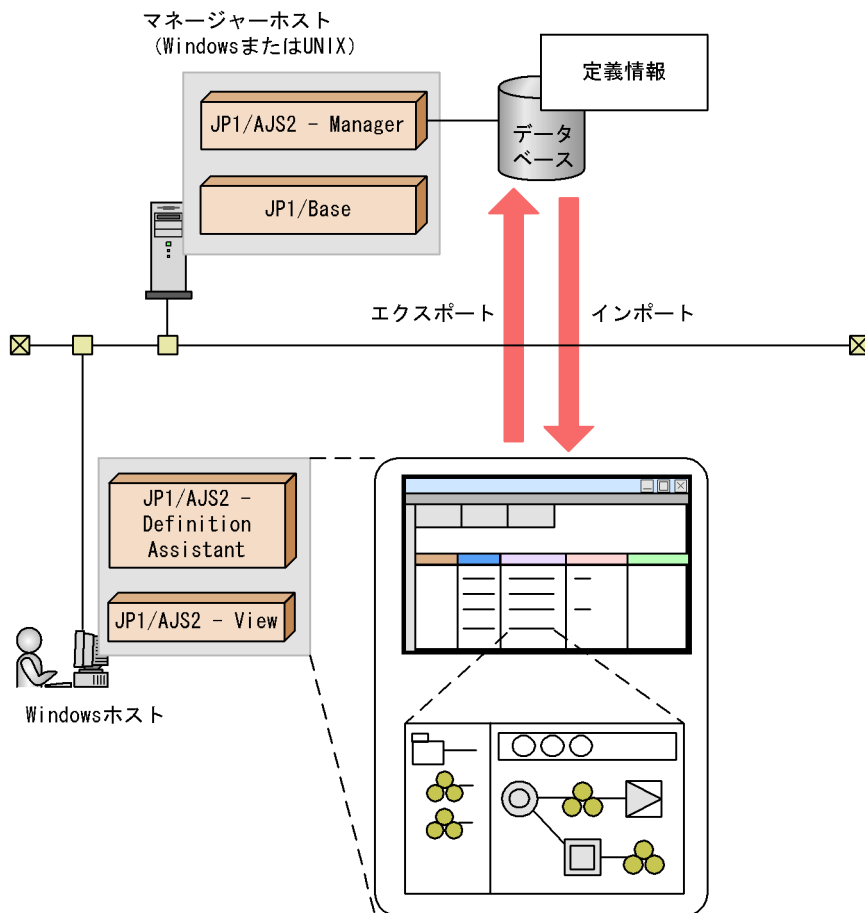 マネージャーホスト
(WindowsまたはUNIX)
定義情報
JP1/AJS2 - Manager
データ
ベース
JP1/Base
エクスポート
インポート
JP1/AJS2 -
Definition
Assistant
JP1/AJS2 - View
Windowsホスト